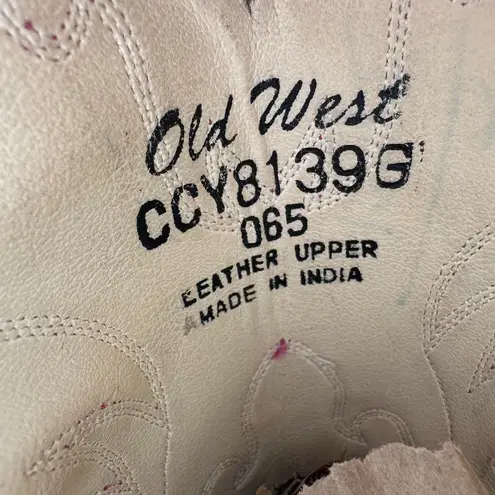 Old West
CCY8139G
065
LEATHER UPPER
MADE IN INDIA